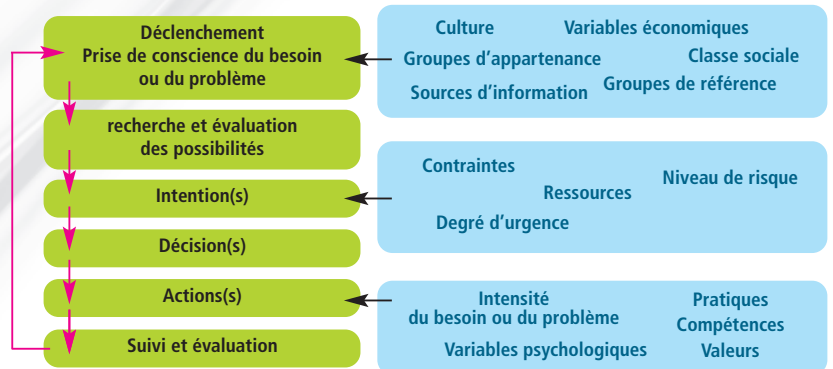 Déclenchement
Prise de conscience du besoin
ou du problème
recherche et évaluation
des possibilités
Intention(s)
Décision(s)
Actions(s)
Suivi et évaluation
Culture
Variables économiques
Groupes d’appartenance
Classe sociale
Sources d’information
Groupes de référence
Contraintes
Niveau de risque
Ressources
Degré d’urgence
Intensité
du besoin ou du problème
Pratiques
Compétences
Variables psychologiques
Valeurs